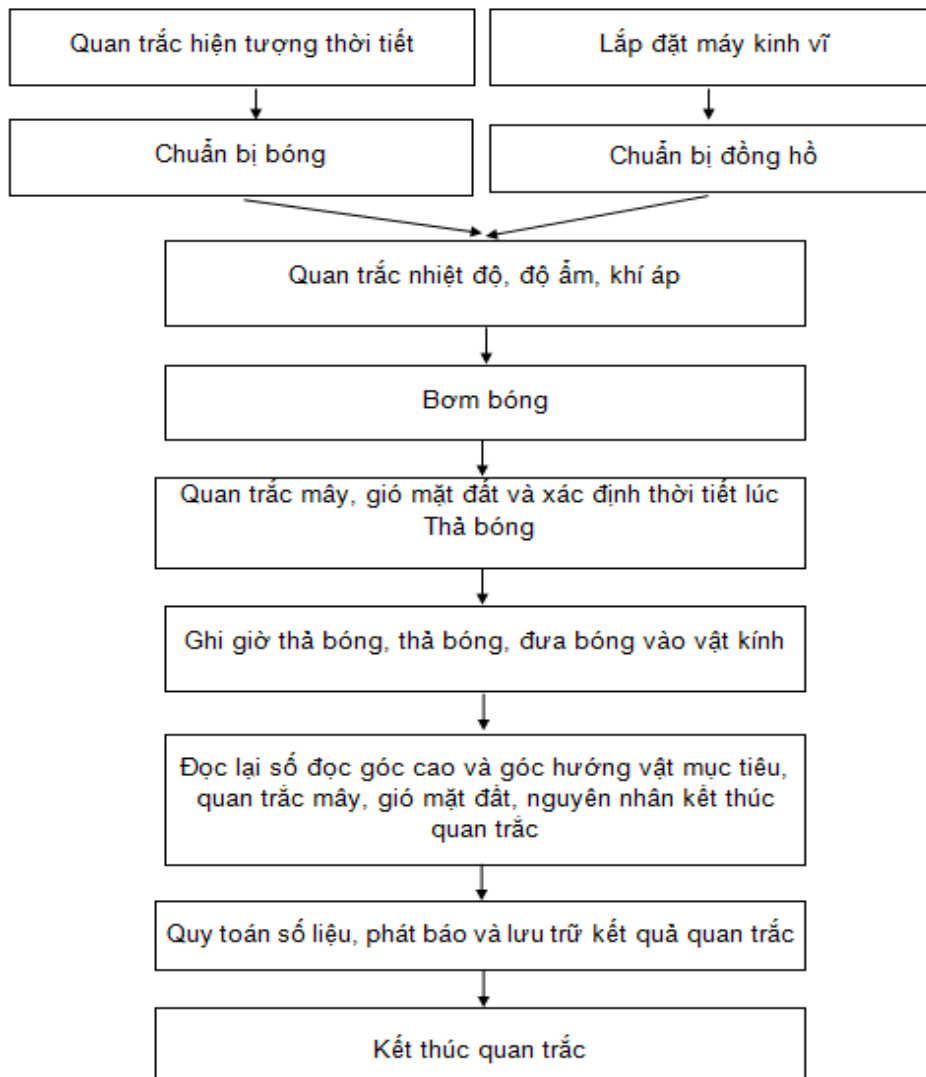 Quan trắc hiện tượng thời tiết
Lắp đặt máy kinh vĩ
Chuẩn bị bóng
Chuẩn bị đồng hồ
Quan trắc nhiệt độ, độ ẩm, khí áp
Bơm bóng
Quan trắc mây, gió mặt đất và xác định thời tiết lúc
Thả bóng
Ghi giờ thả bóng, thả bóng, đưa bóng vào vật kính
Đọc lại số đọc góc cao và góc hướng vật mục tiêu,
quan trắc mây, gió mặt đất, nguyên nhân kết thúc
quan trắc
Quy toán số liệu, phát báo và lưu trữ kết quả quan trắc
Kết thúc quan trắc